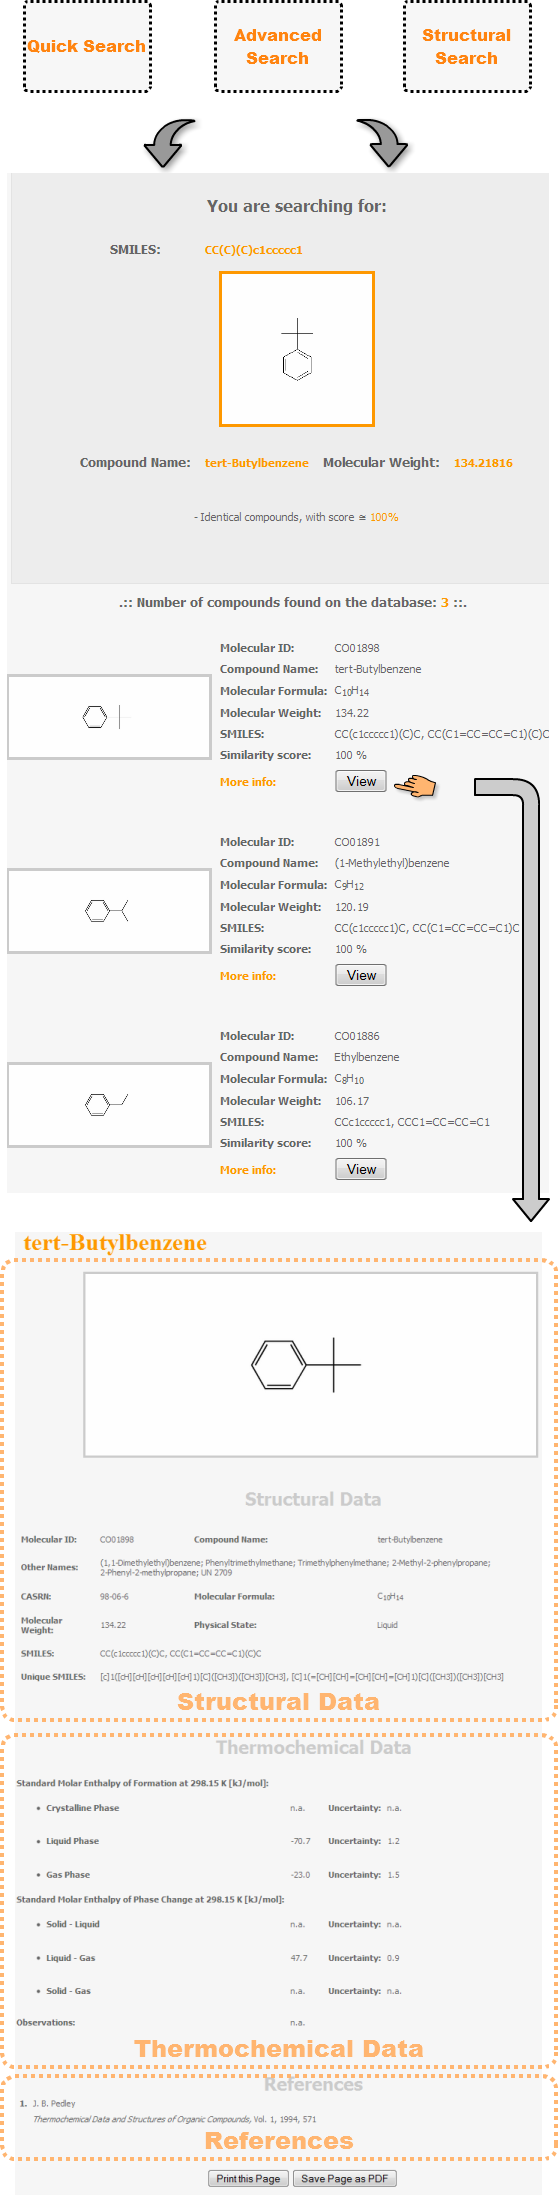 Quick Search
Advanced
Search
Structural
Search
You are searching for:
SMILES: CC(C)(C)c1ccccc1
Compound Name: tert-Butylbenzene Molecular Weight: 134.21816
- Identical compounds, with score ≅ 100%
.:: Number of compounds found on the database: 3 ::.
Molecular ID: CO01898
Compound Name: tert-Butylbenzene
Molecular Formula: C10H14
Molecular Weight: 134.22
SMILES: CC(c1ccccc1)(C)C, CC(C1=CC=CC=C1)(C)C
Similarity score: 100 %
More info: View
Molecular ID: CO01891
Compound Name: (1-Methylethyl)benzene
Molecular Formula: C9H12
Molecular Weight: 120.19
SMILES: CC(c1ccccc1)C, CC(C1=CC=CC=C1)C
Similarity score: 100 %
More info: View
Molecular ID: CO01886
Compound Name: Ethylbenzene
Molecular Formula: C8H10
Molecular Weight: 106.17
SMILES: CCc1ccccc1, CCC1=CC=CC=C1
Similarity score: 100 %
More info: View
tert-Butylbenzene
Structural Data
Molecular ID: CO01898 Compound Name: tert-Butylbenzene
Other Names: (1,1-Dimethylethyl)benzene; Phenyltrimethylmethane; Trimethylphenylmethane; 2-Methyl-2-phenylpropane;
2-Phenyl-2-methylpropane; UN 2709
CASRN: 98-06-6 Molecular Formula: C10H14
Molecular
Weight: 134.22 Physical State: Liquid
SMILES: CC(c1ccccc1)(C)C, CC(C1=CC=CC=C1)(C)C
Unique SMILES: [c]1([cH][cH][cH][cH][cH]1)[C]([CH3])([CH3])[CH3], [C]1(=[CH][CH]=[CH][CH]=[CH]1)[C]([CH3])([CH3])[CH3]
Structural Data
Thermochemical Data
Standard Molar Enthalpy of Formation at 298.15 K [kJ/mol]:
• Crystalline Phase n.a. Uncertainty: n.a.
• Liquid Phase -70.7 Uncertainty: 1.2
• Gas Phase -23.0 Uncertainty: 1.5
Standard Molar Enthalpy of Phase Change at 298.15 K [kJ/mol]:
• Solid - Liquid n.a. Uncertainty: n.a.
• Liquid - Gas 47.7 Uncertainty: 0.9
• Solid - Gas n.a. Uncertainty: n.a.
Observations: n.a.
Thermochemical Data
References
1. J. B. Pedley
Thermochemical Data and Structures of Organic Compounds, Vol. 1, 1994, 571
References
Print this Page Save Page as PDF